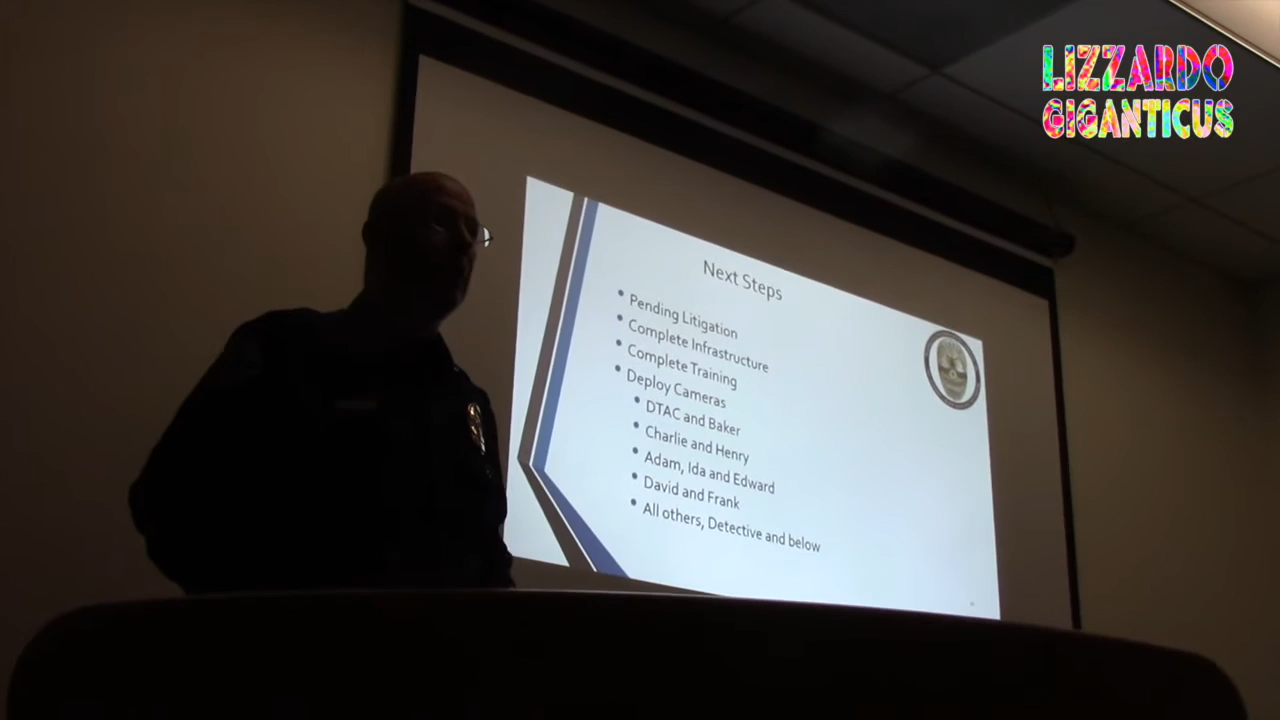 LIZZARDO
GIGANTICUS
Next Steps
• Pending Litigation
• Complete Infrastructure
• Complete Training
• Deploy Cameras
• DTAC and Baker
• Charlie and Henry
• Adam, Ida and Edward
• David and Frank
• All others, Detective and below